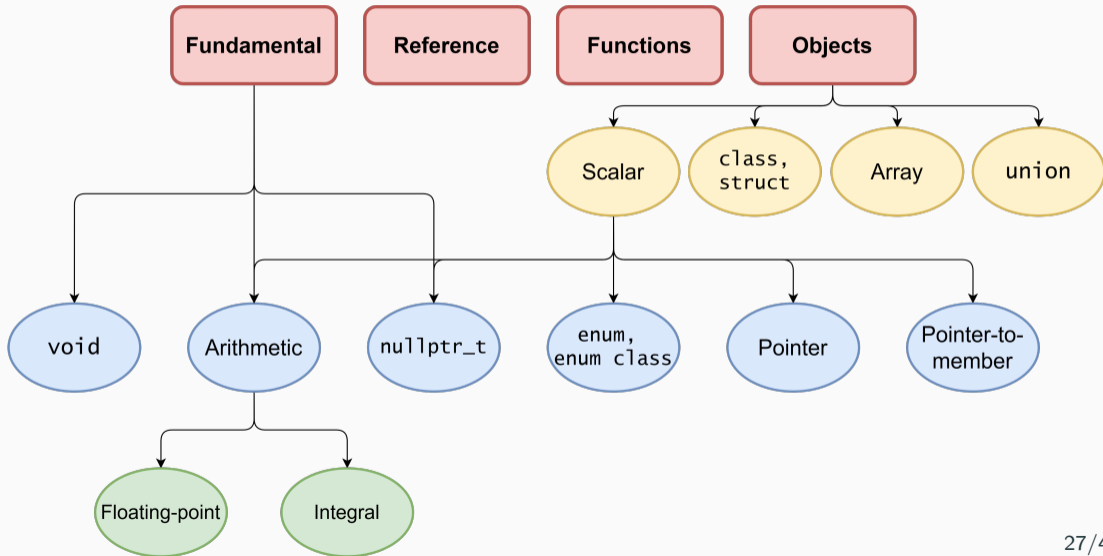 Fundamental
Reference
Functions
Objects
Scalar
class,
struct
Array
union
void
Arithmetic
nullptr_t
enum,
enum class
Pointer
Pointer-to-
member
Floating-point
Integral
27/4